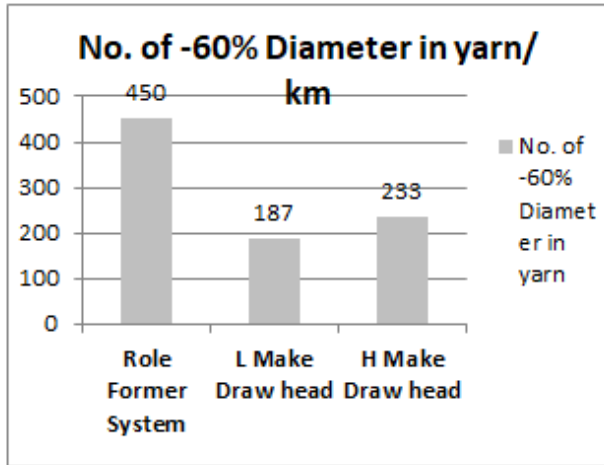 No. of -60% Diameter in yarn/
km
500
400
300
200
100
0
450
187
233
Role
Former
System
L Make
Draw head
H Make
Draw head
No. of
-60%
Diamet
er in
yarn